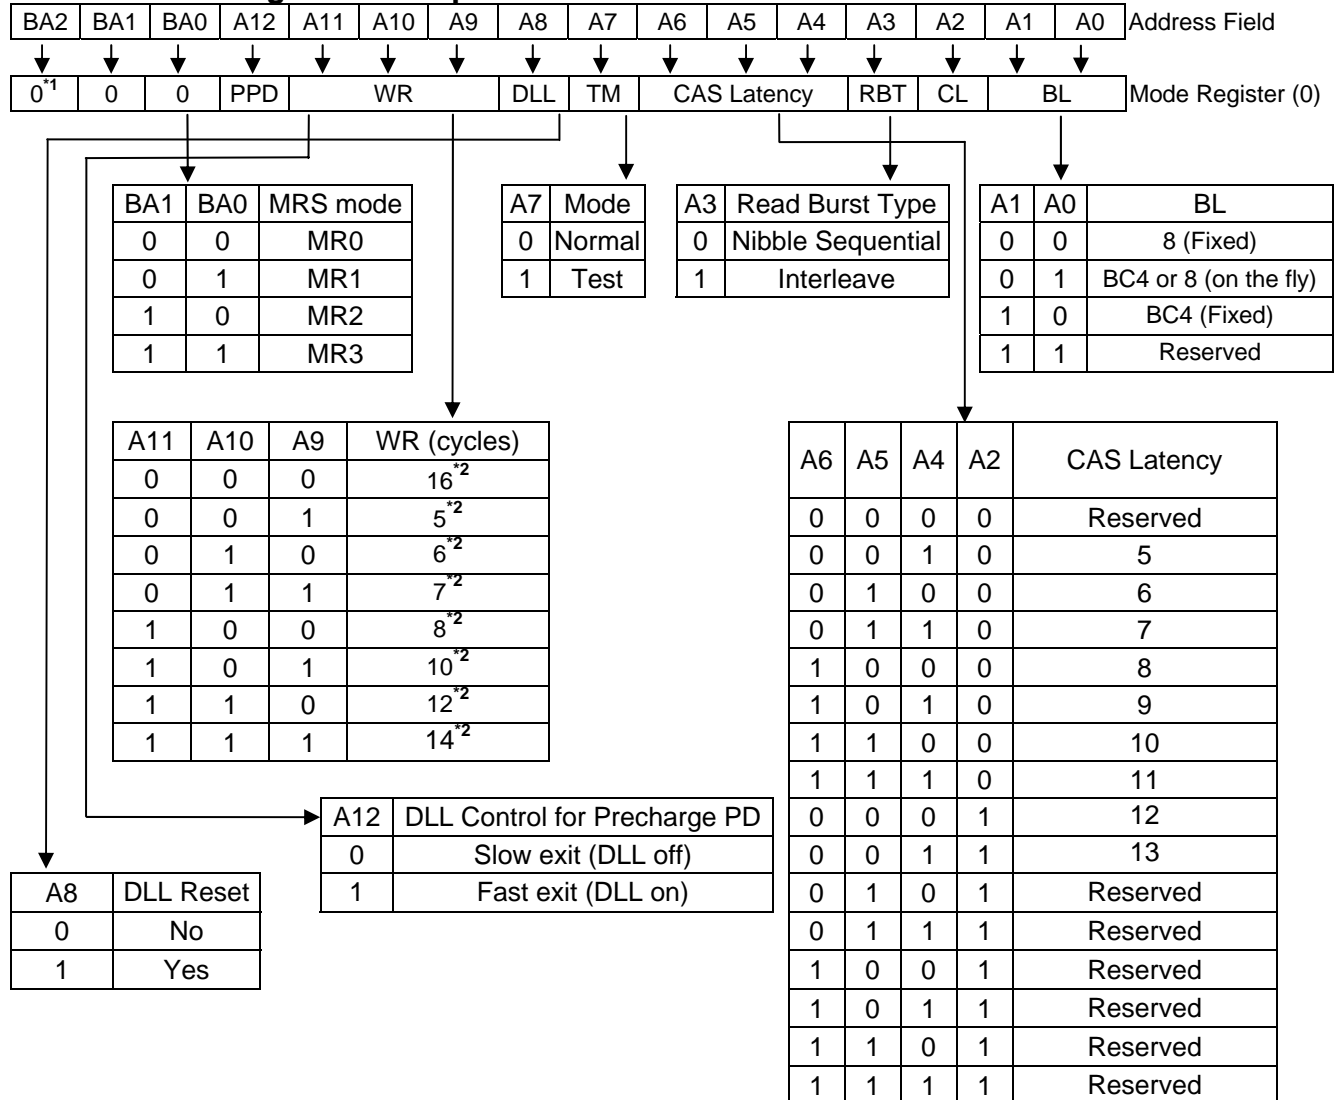 BA2 BA1 BA0 A12 A11 A10 A9 A8 A7 A6 A5 A4 A3 A2 A1 A0 Address Field
0*1 0 0 PPD WR DLL TM CAS Latency RBT CL BL Mode Register (0)
BA1 BA0 MRS mode
0 0 MR0
0 1 MR1
1 0 MR2
1 1 MR3
A7 Mode
0 Normal
1 Test
A3 Read Burst Type
0 Nibble Sequential
1 Interleave
A1 A0 BL
0 0 8 (Fixed)
0 1 BC4 or 8 (on the fly)
1 0 BC4 (Fixed)
1 1 Reserved
A11 A10 A9 WR (cycles)
0 0 0 16*2
0 0 1 5*2
0 1 0 6*2
0 1 1 7*2
1 0 0 8*2
1 0 1 10*2
1 1 0 12*2
1 1 1 14*2
A6 A5 A4 A2 CAS Latency
0 0 0 0 Reserved
0 0 1 0 5
0 1 0 0 6
0 1 1 0 7
1 0 0 0 8
1 0 1 0 9
1 1 0 0 10
1 1 1 0 11
0 0 0 1 12
0 0 1 1 13
0 1 0 1 Reserved
0 1 1 1 Reserved
1 0 0 1 Reserved
1 0 1 1 Reserved
1 1 0 1 Reserved
1 1 1 1 Reserved
A12 DLL Control for Precharge PD
0 Slow exit (DLL off)
1 Fast exit (DLL on)
A8 DLL Reset
0 No
1 Yes